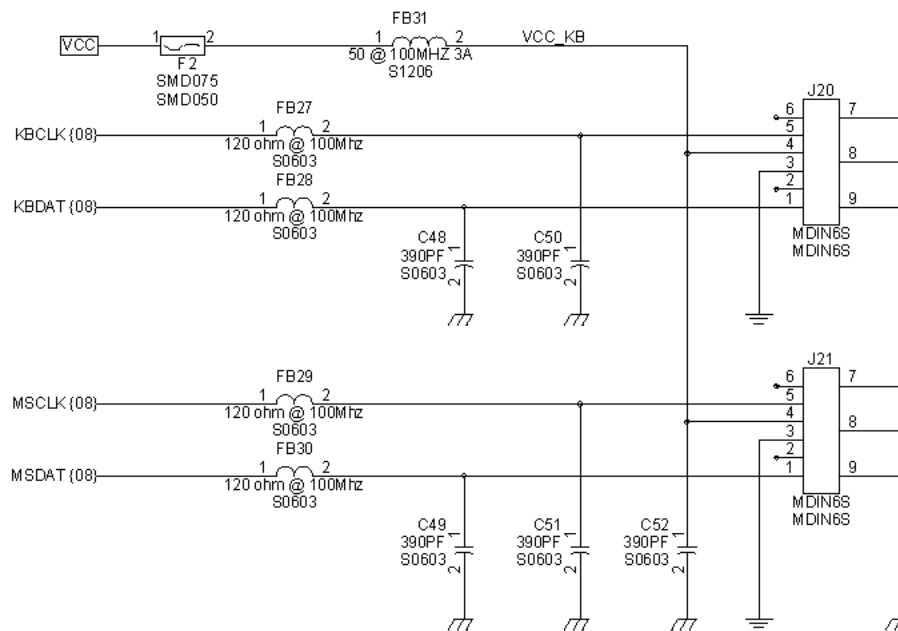 FB31
VCC 1 2 1 2 VCC_KB
F2 50 @ 100MHZ 3A
SMD075 S1206
SMD050
J20
FB27
6 7
KBCLK {08} 1 2 5
120 ohm @ 100Mhz 4
S0603 8
3
FB28 2
KBDAT {08} 1 2 1 9
120 ohm @ 100Mhz
S0603 MDIN6S
MDIN6S
C48 1 C50 1
390PF 390PF
S0603 S0603
2 2
J21
FB29
6 7
MSCLK {08} 1 2 5
120 ohm @ 100Mhz 4
S0603 8
3
FB30 2
MSDAT {08} 1 2 1 9
120 ohm @ 100Mhz
S0603 MDIN6S
MDIN6S
C49 1 C51 1 C52 1
390PF 390PF 390PF
S0603 S0603 S0603
2 2 2